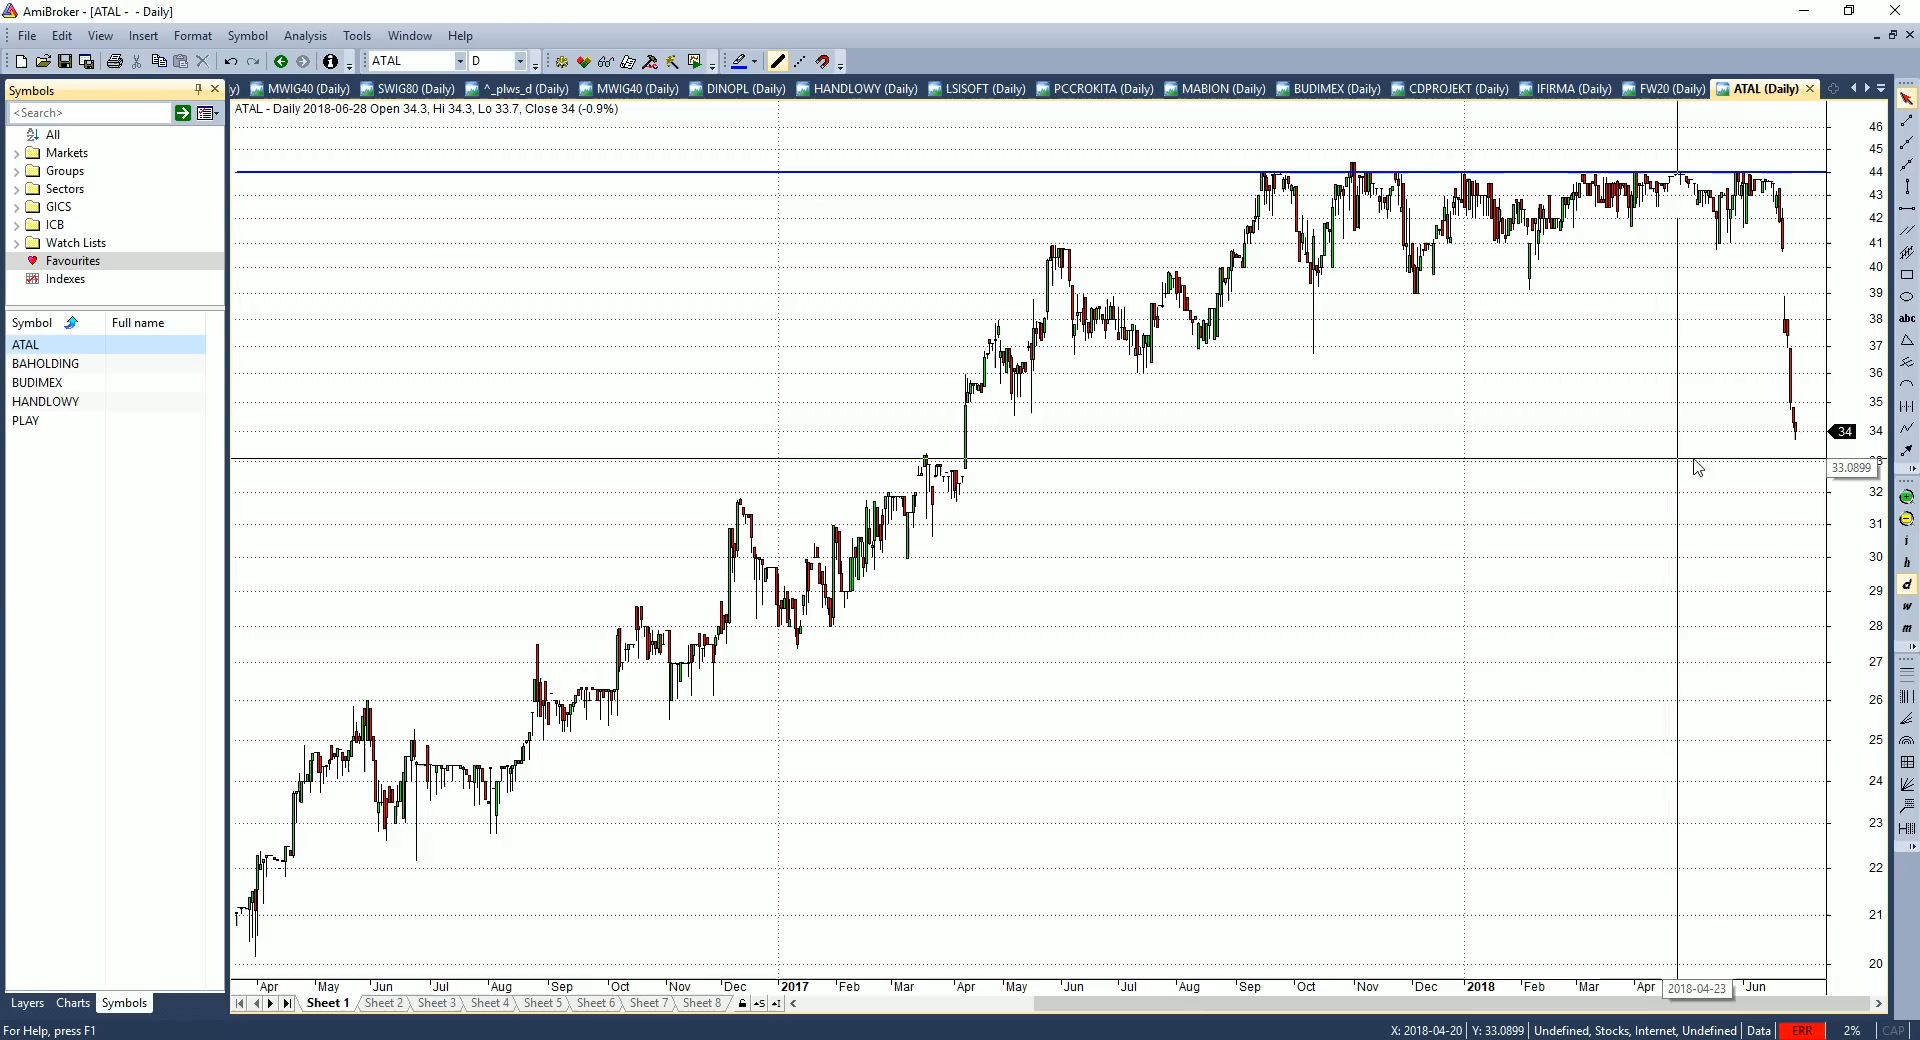 AmiBroker - [ATAL -  - Daily]
File Edit View Insert Format Symbol Analysis Tools Window Help
ATAL D
Symbols
MWIG40 (Daily) SWIG80 (Daily) ^_plws_d (Daily) MWIG40 (Daily) DINOPL (Daily) HANDLOWY (Daily) LSISOFT (Daily) PCCROKITA (Daily) MABION (Daily) BUDIMEX (Daily) CDPROJEKT (Daily) IFIRMA (Daily) FW20 (Daily) ATAL (Daily)
<Search>
ATAL - Daily 2018-06-28 Open 34.3, Hi 34.3, Lo 33.7, Close 34 (-0.9%)
All
Markets
Groups
Sectors
GICS
ICB
Watch Lists
Favourites
Indexes
Symbol Full name
ATAL
BAHOLDING
BUDIMEX
HANDLOWY
PLAY
46
45
44
43
42
41
40
39
38
37
36
35
34
34
33.0899
32
31
30
29
28
27
26
25
24
23
22
21
20
abc
i
h
d
w
m
Apr May Jun Jul Aug Sep Oct Nov Dec 2017 Feb Mar Apr May Jun Jul Aug Sep Oct Nov Dec 2018 Feb Mar Apr 2018-04-23 Jun
Layers Charts Symbols
Sheet 1 Sheet 2 Sheet 3 Sheet 4 Sheet 5 Sheet 6 Sheet 7 Sheet 8
For Help, press F1
X: 2018-04-20 Y: 33.0899 Undefined, Stocks, Internet, Undefined Data ERR 2% CAP